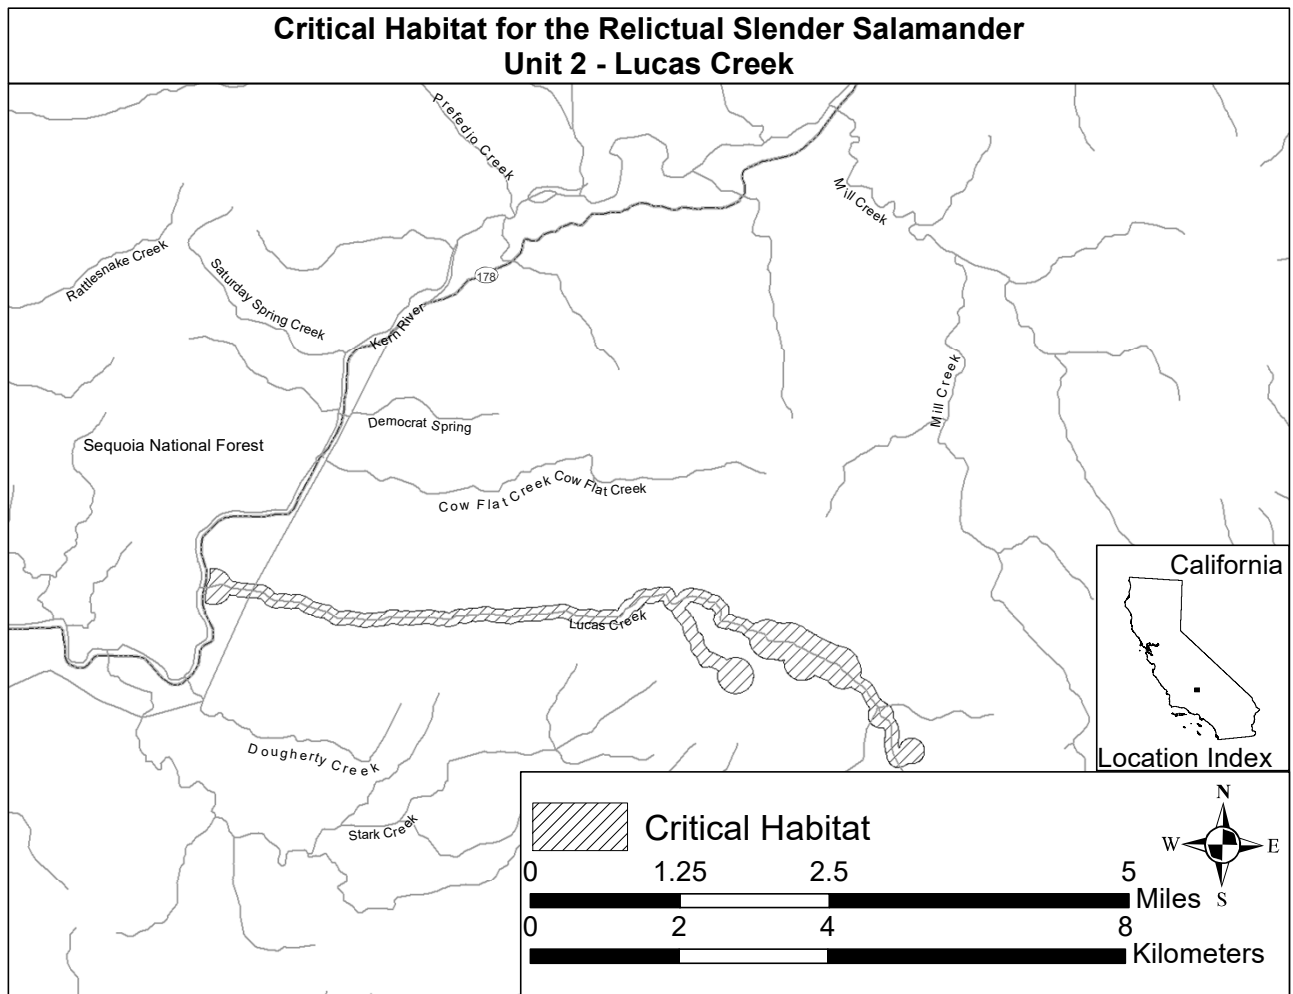 Critical Habitat for the Relictual Slender Salamander
Unit 2 - Lucas Creek
Prefedio Creek
Mill Creek
Rattlesnake Creek
Saturday Spring Creek
178
Kern River
Mill Creek
Democrat Spring
Sequoia National Forest
Cow Flat Creek
Cow Flat Creek
California
Lucas Creek
Location Index
Dougherty Creek
Stark Creek
Critical Habitat
N
W
E
S
0 1.25 2.5 5
Miles
0 2 4 8
Kilometers